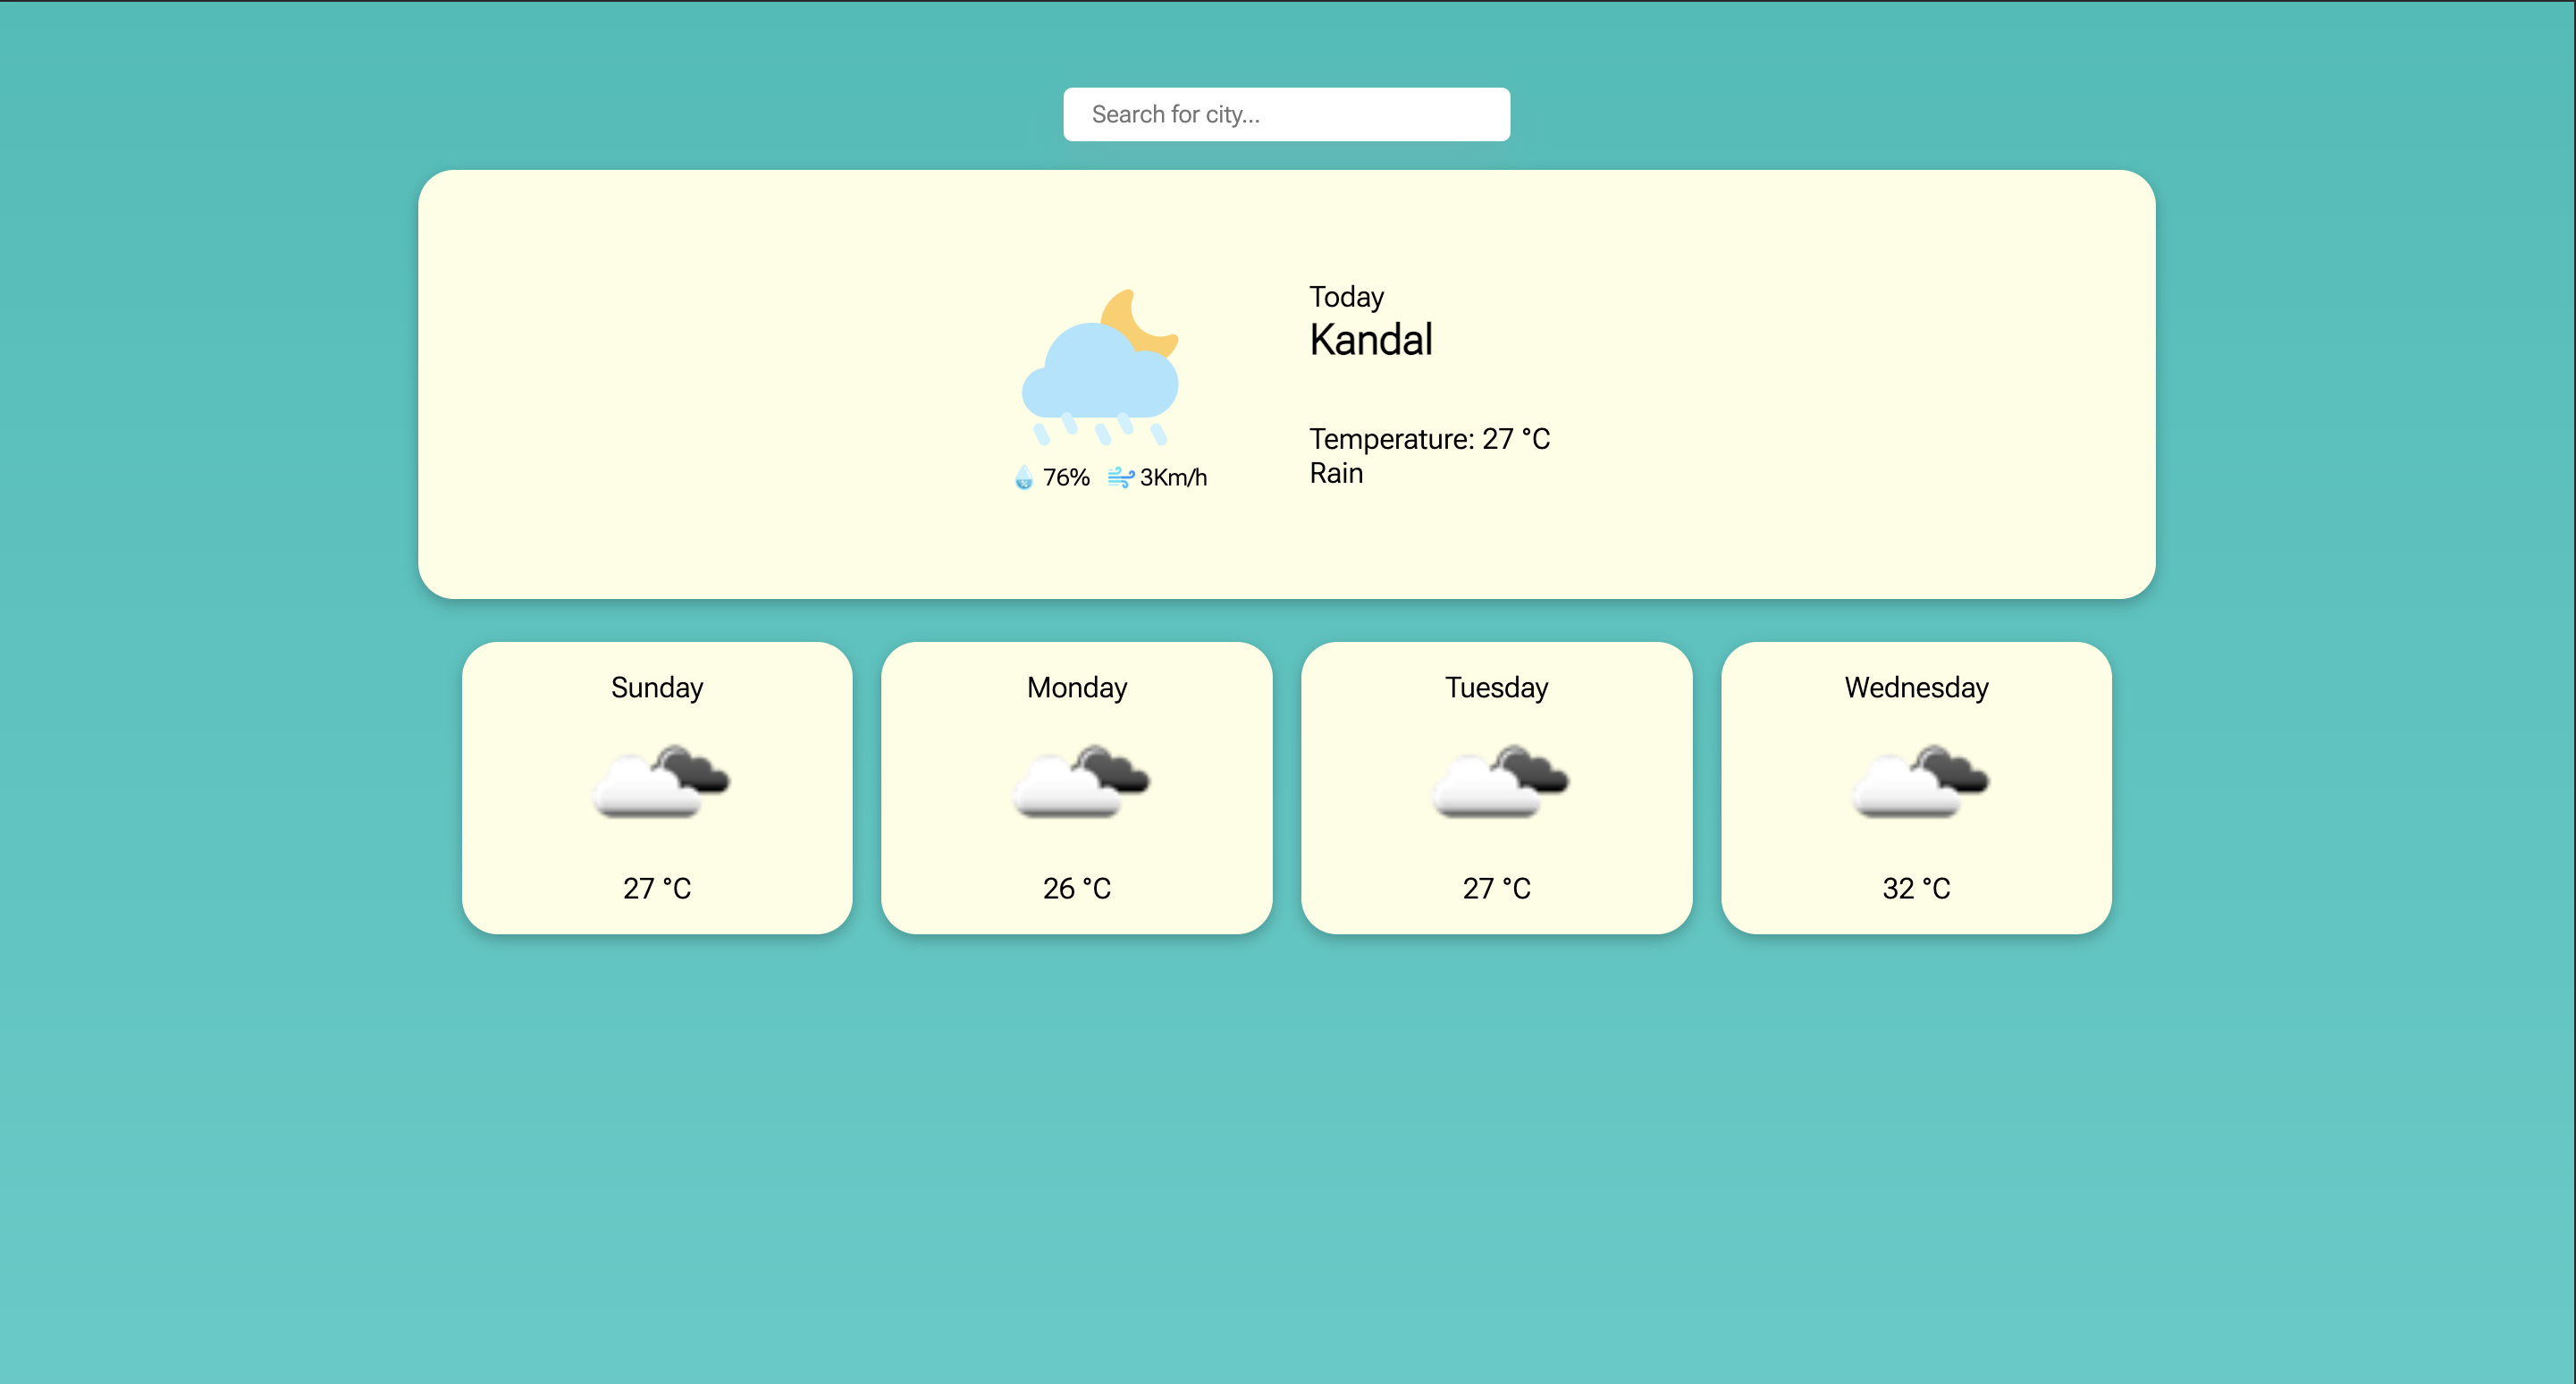 Search for city...
Today
Kandal
Temperature: 27 °C
Rain
76% 3Km/h
Sunday
27 °C
Monday
26 °C
Tuesday
27 °C
Wednesday
32 °C